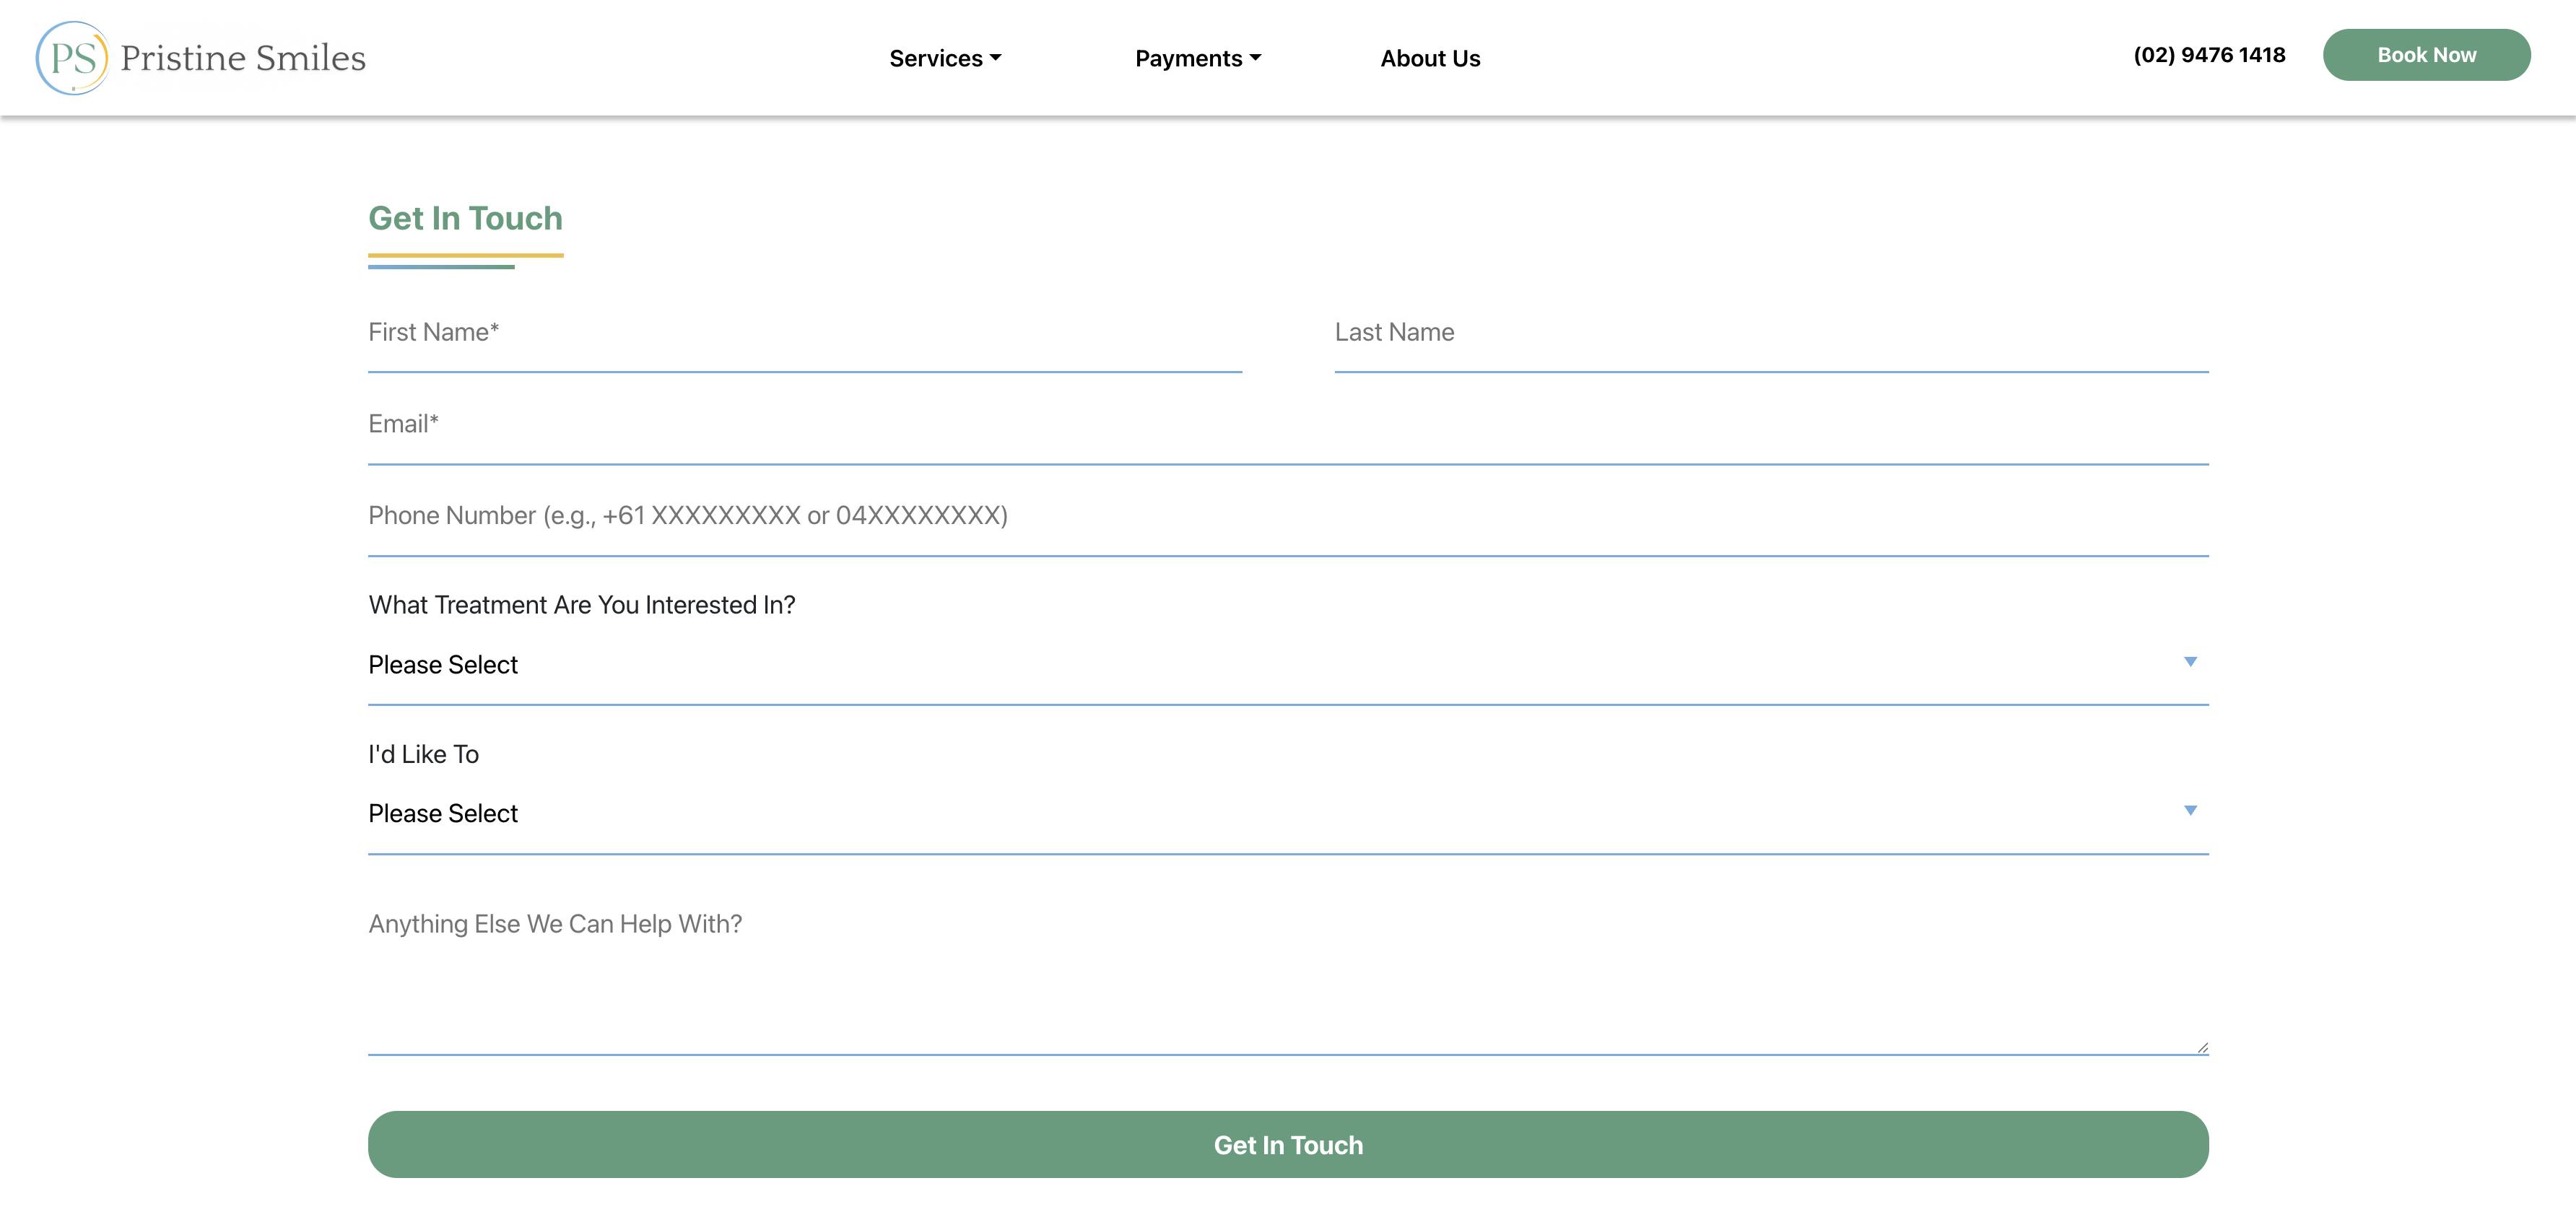 PS Pristine Smiles
Services
Payments
About Us
(02) 9476 1418
Book Now
Get In Touch
First Name*
Last Name
Email*
Phone Number (e.g., +61 XXXXXXXXX or 04XXXXXXXX)
What Treatment Are You Interested In?
Please Select
I'd Like To
Please Select
Anything Else We Can Help With?
Get In Touch